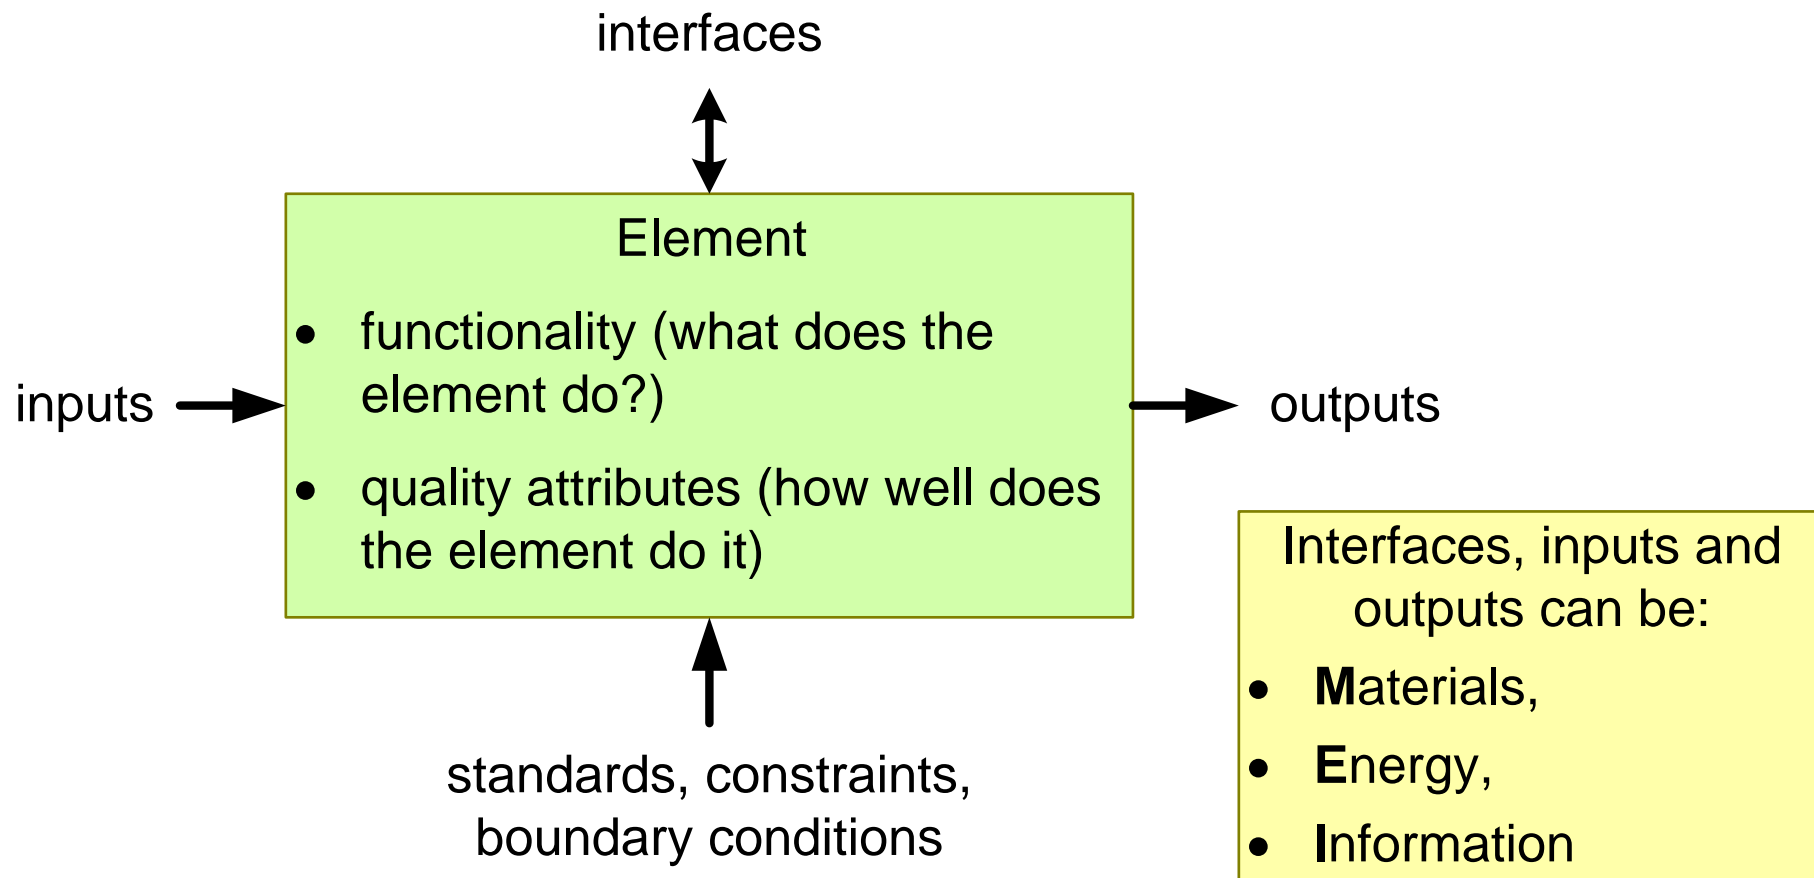 interfaces
Element
• functionality (what does the
element do?)
• quality attributes (how well does
the element do it)
inputs
outputs
standards, constraints,
boundary conditions
Interfaces, inputs and
outputs can be:
• Materials,
• Energy,
• Information